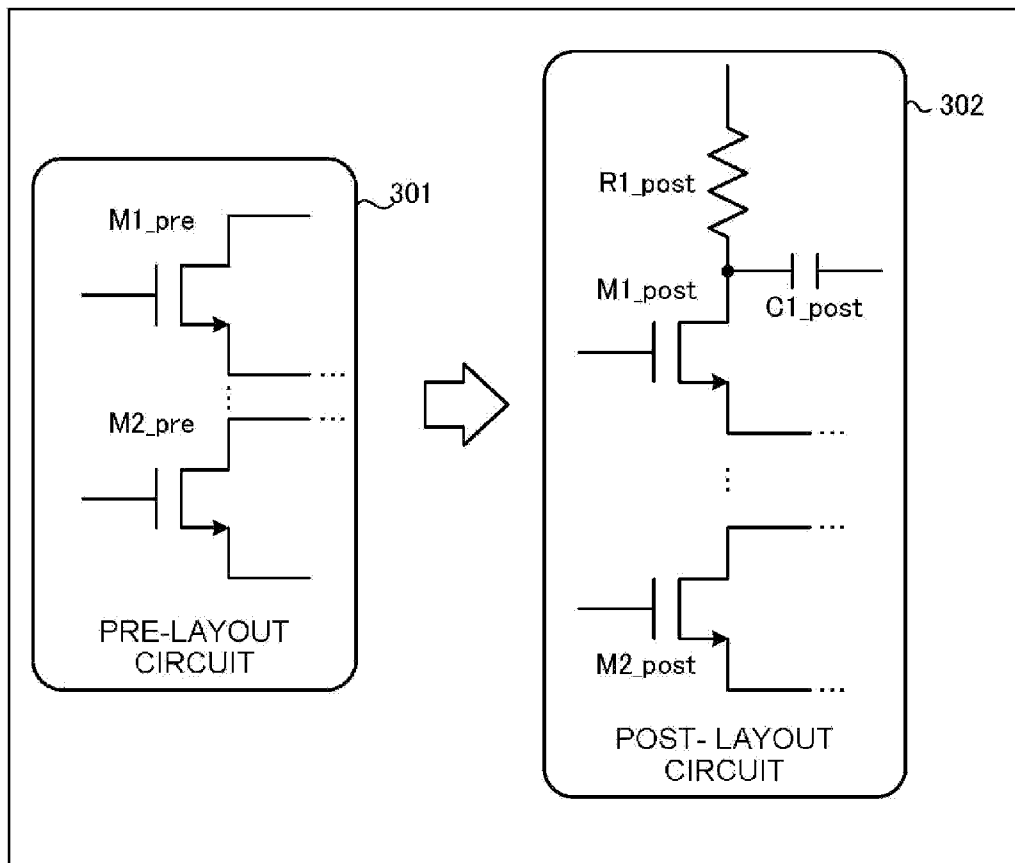 301
M1_pre
M2_pre
PRE-LAYOUT
CIRCUIT
302
R1_post
M1_post
C1_post
M2_post
POST- LAYOUT
CIRCUIT